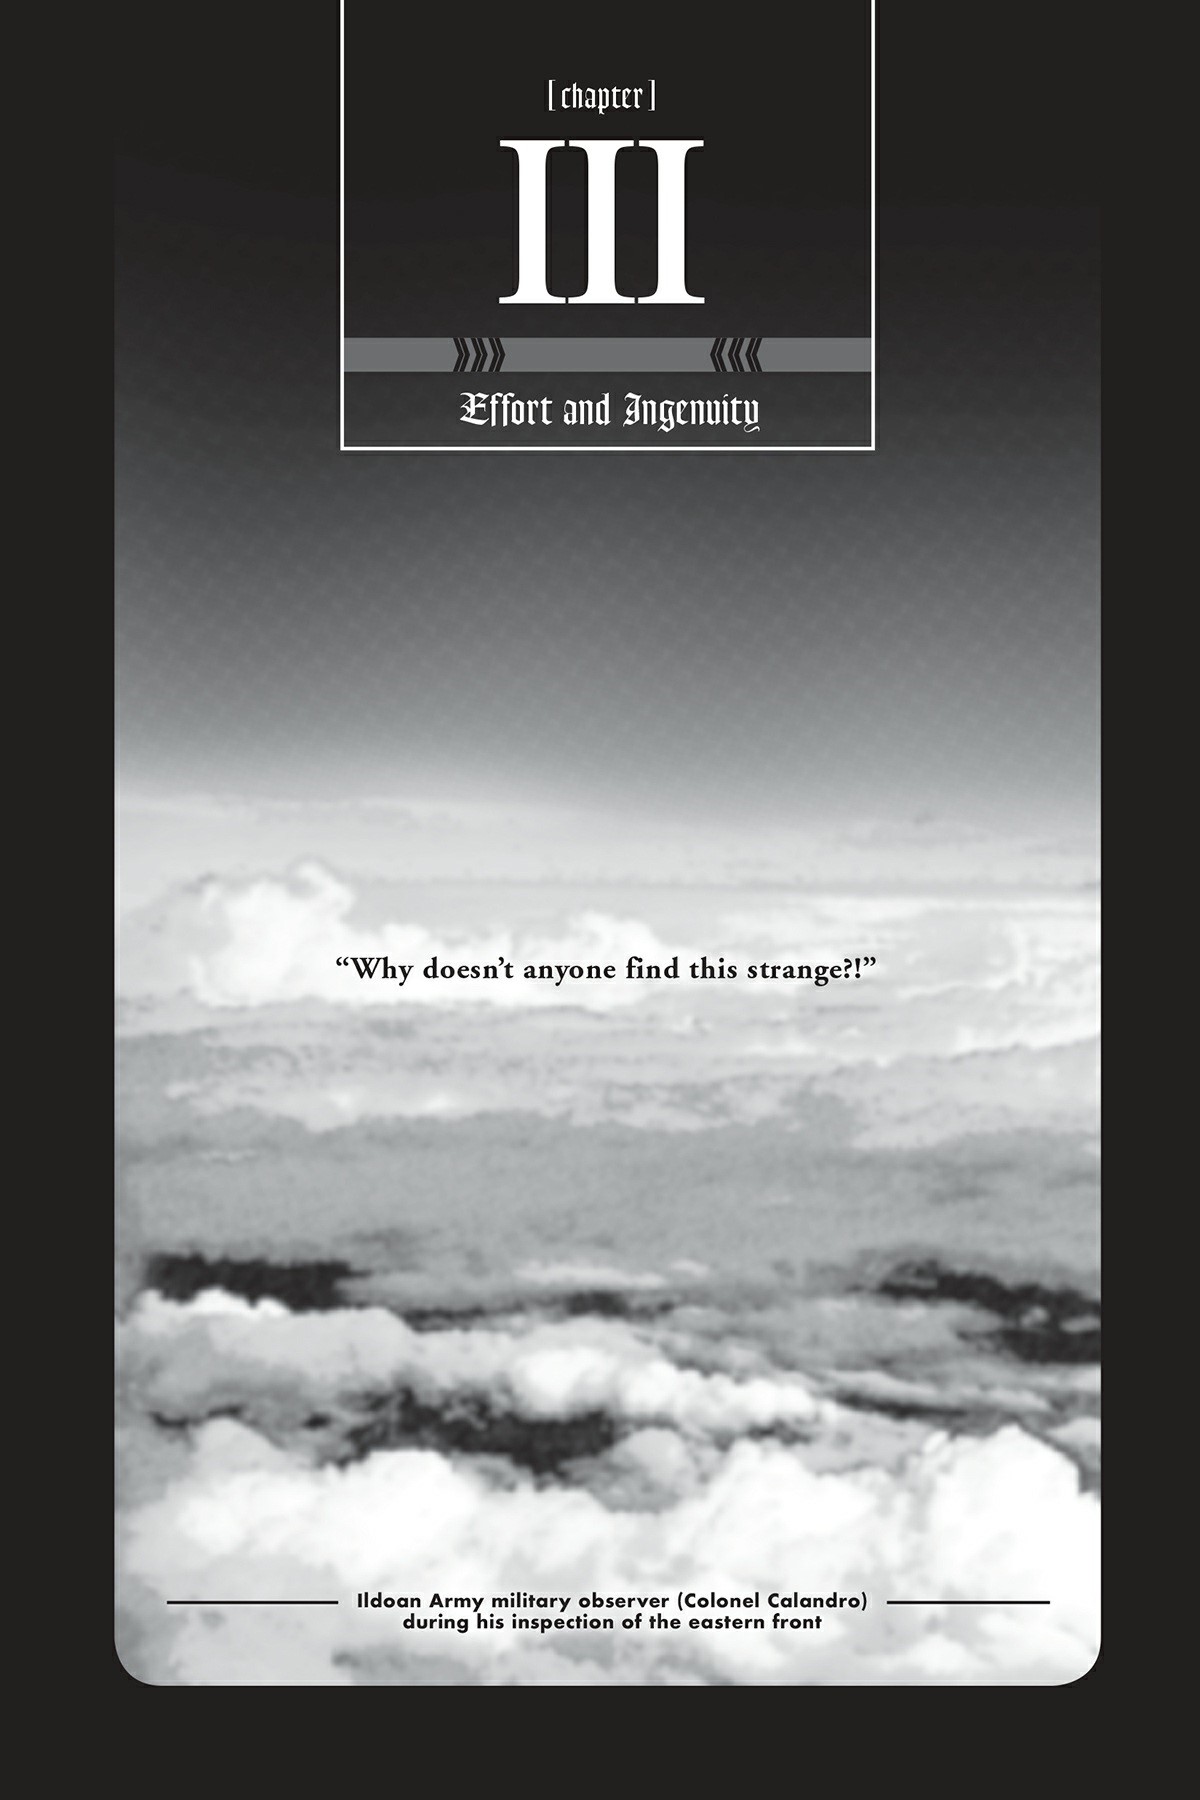 [chapter]
III
Effort and Ingenuity
“Why doesn’t anyone find this strange?!”
Ildoan Army military observer (Colonel Calandro)
during his inspection of the eastern front